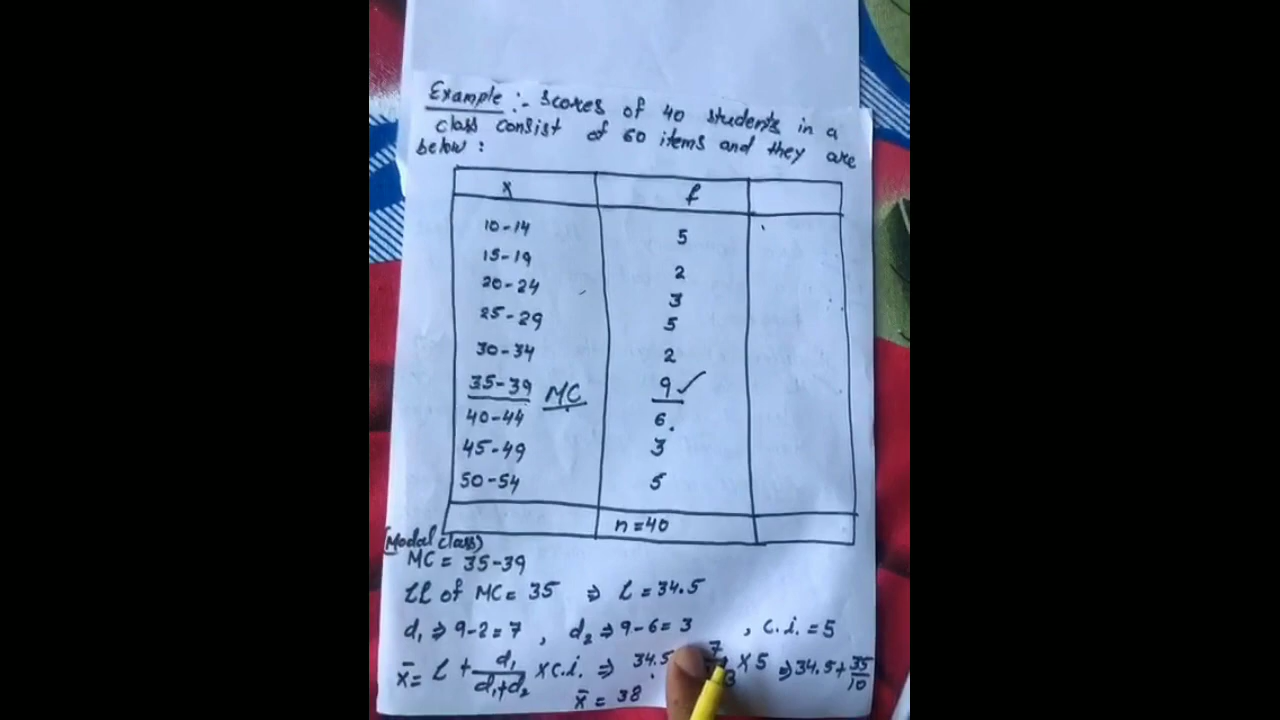 Example :- Scores of 40 students in a
class consist of 60 items and they are
below :
x f
10-14 5
15-19 2
20-24 3
25-29 5
30-34 2
35-39 MC 9 ✓
40-44 6
45-49 3
50-54 5
n = 40
(Modal class)
MC = 35-39
LL of MC = 35 ⇒ L = 34.5
d₁ ⇒ 9-2 = 7 , d₂ ⇒ 9-6 = 3 , c.i. = 5
x̄ = L + d₁/d₁+d₂ × c.i. ⇒ 34.5 7 3 × 5 ⇒ 34.5 + 35/10
x̄ = 38